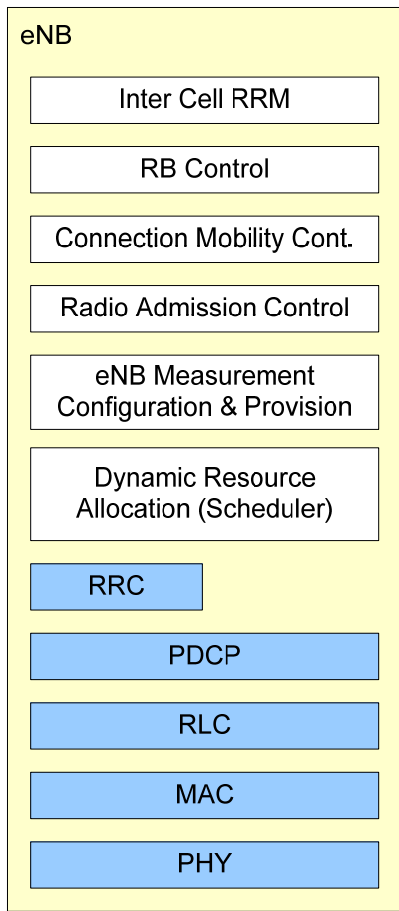 eNB
Inter Cell RRM
RB Control
Connection Mobility Cont.
Radio Admission Control
eNB Measurement
Configuration & Provision
Dynamic Resource
Allocation (Scheduler)
RRC
PDCP
RLC
MAC
PHY